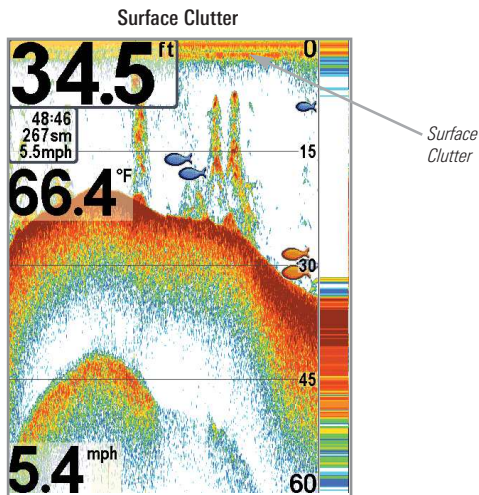 Surface Clutter
34.5 ft
0
48:46
267sm
5.5mph
Surface
Clutter
15
66.4 °F
30
45
5.4 mph
60